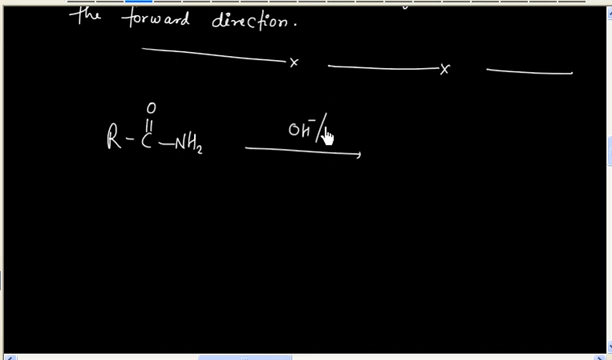 the forward direction.
x x
O
||
R - C - NH2
OH-/